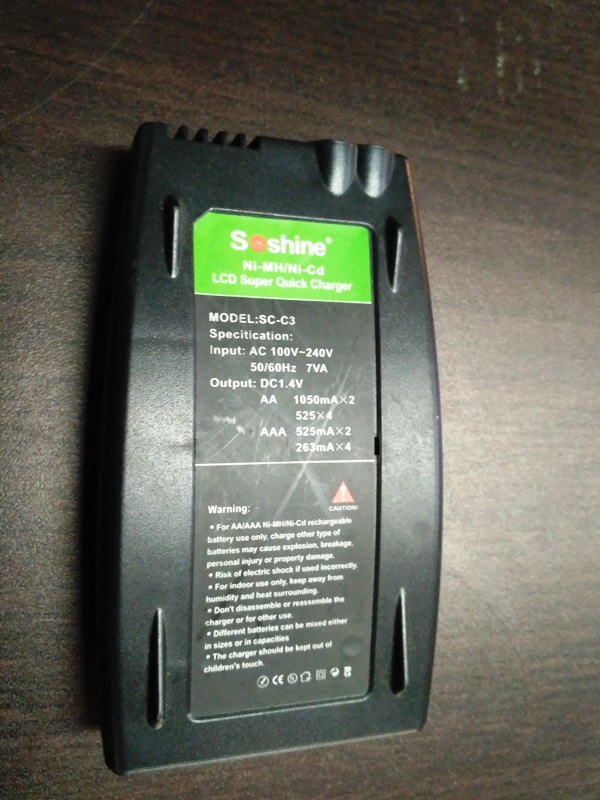 Soshine®
Ni-MH/Ni-Cd
LCD Super Quick Charger
MODEL:SC-C3
Specitication:
Input: AC 100V~240V
50/60Hz 7VA
Output: DC1.4V
AA 1050mA×2
525×4
AAA 525mA×2
263mA×4
Warning:
CAUTION!
• For AA/AAA Ni-MH/Ni-Cd rechargeable
battery use only, charge other type of
batteries may cause explosion, breakage,
personal injury or property damage.
• Risk of electric shock if used incorrectly.
• For indoor use only, keep away from
humidity and heat surrounding.
• Don't disassemble or reassemble the
charger or for other use.
• Different batteries can be mixed either
in sizes or in capacities
• The charger should be kept out of
children's touch.
CE